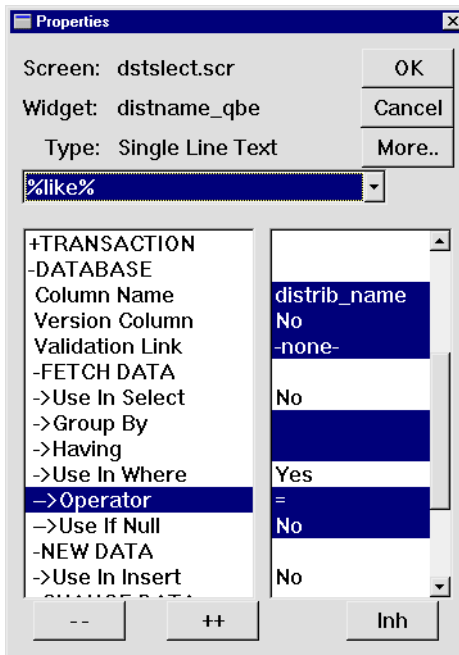 Properties
Screen: dstslect.scr
OK
Widget: distname_qbe
Cancel
Type: Single Line Text
More..
%like%
+TRANSACTION
-DATABASE
Column Name distrib_name
Version Column No
Validation Link -none-
-FETCH DATA
->Use In Select No
->Group By
->Having
->Use In Where Yes
—>Operator =
—>Use If Null No
-NEW DATA
->Use In Insert No
-- ++ Inh